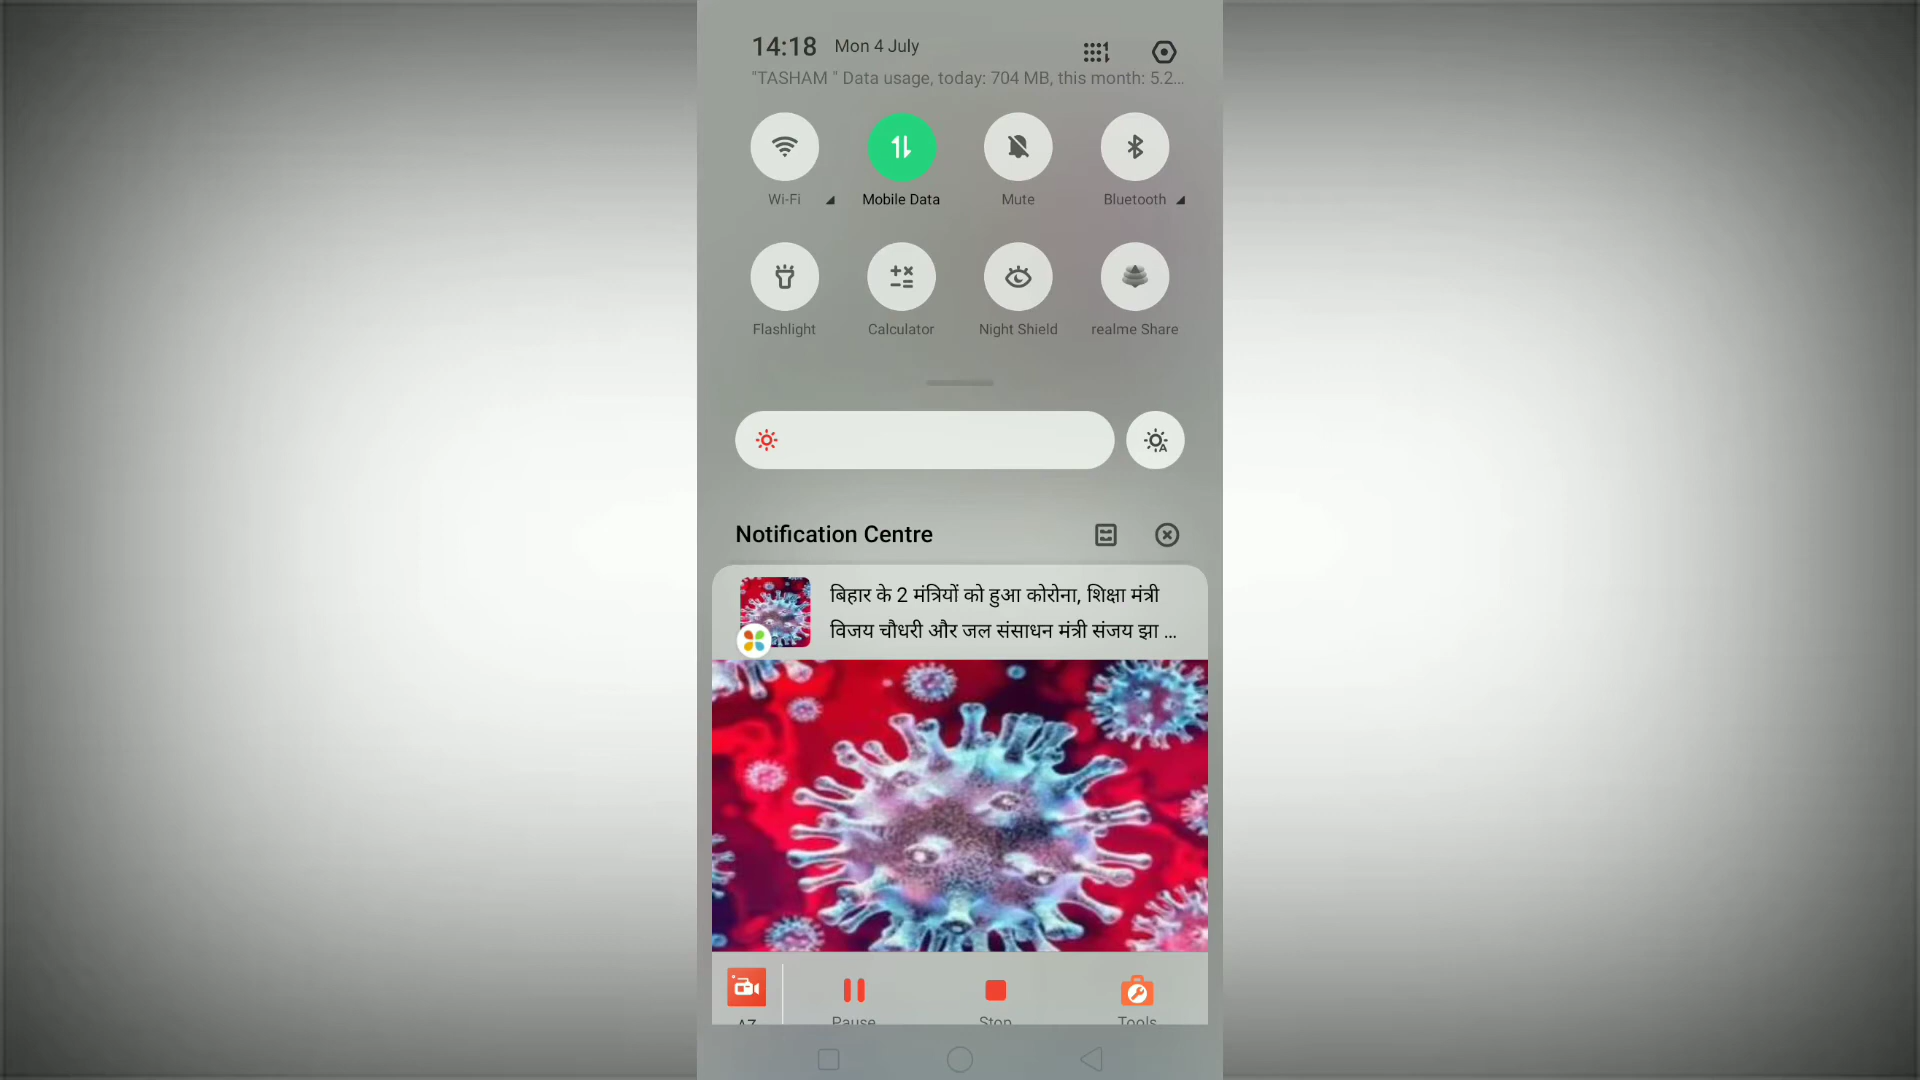 14:18 Mon 4 July
"TASHAM " Data usage, today: 704 MB, this month: 5.2...
Wi-Fi Mobile Data Mute Bluetooth
Flashlight Calculator Night Shield realme Share
Notification Centre
बिहार के 2 मंत्रियों को हुआ कोरोना, शिक्षा मंत्री
विजय चौधरी और जल संसाधन मंत्री संजय झा ...
AZ Pause Stop Tools